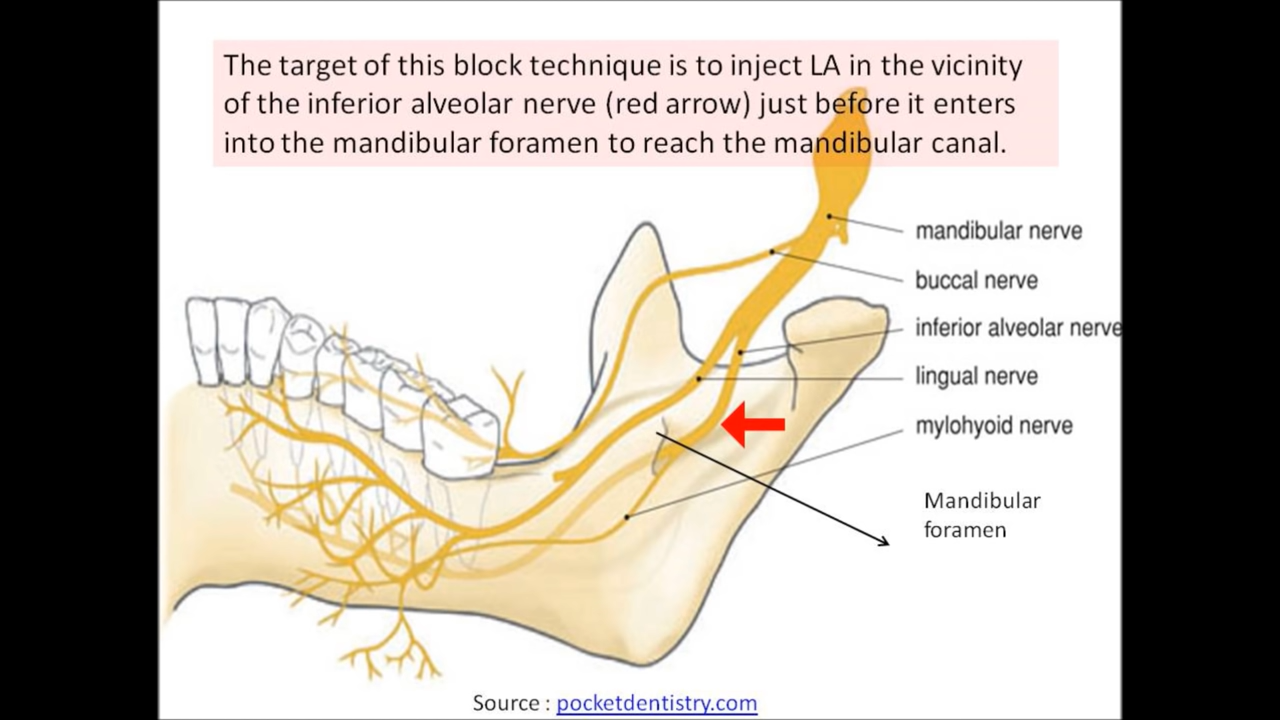 The target of this block technique is to inject LA in the vicinity
of the inferior alveolar nerve (red arrow) just before it enters
into the mandibular foramen to reach the mandibular canal.
mandibular nerve
buccal nerve
inferior alveolar nerve
lingual nerve
mylohyoid nerve
Mandibular
foramen
Source : pocketdentistry.com